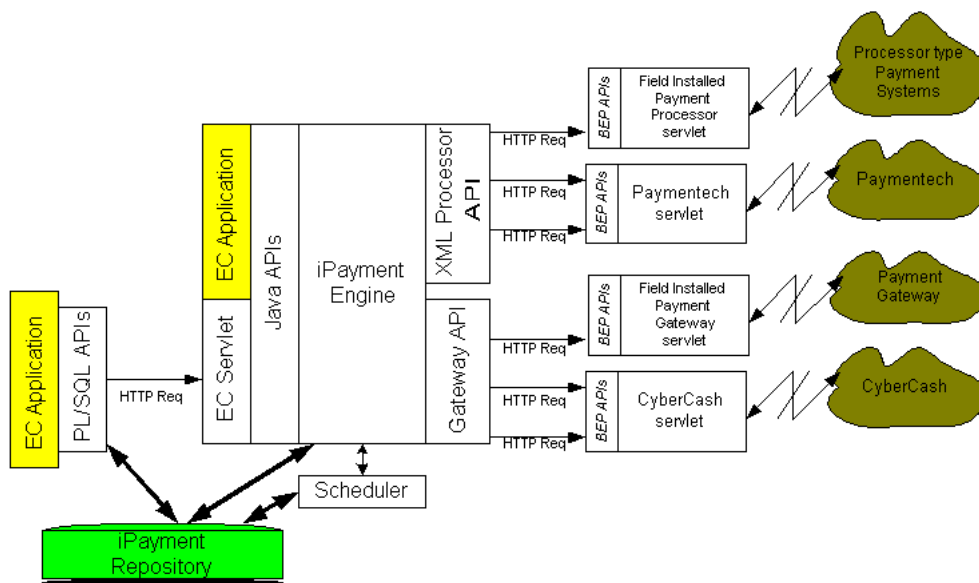 Processor type
Payment
Systems
BEP APIs
Field Installed
Payment
Processor
servlet
HTTP Req
EC Application
Java APIs
iPayment
Engine
XML Processor
API
HTTP Req
HTTP Req
BEP APIs
Paymentech
servlet
Paymentech
Payment
Gateway
BEP APIs
Field Installed
Payment
Gateway
servlet
HTTP Req
EC Servlet
Gateway API
EC Application
PL/SQL APIs
HTTP Req
HTTP Req
HTTP Req
BEP APIs
CyberCash
servlet
CyberCash
Scheduler
iPayment
Repository